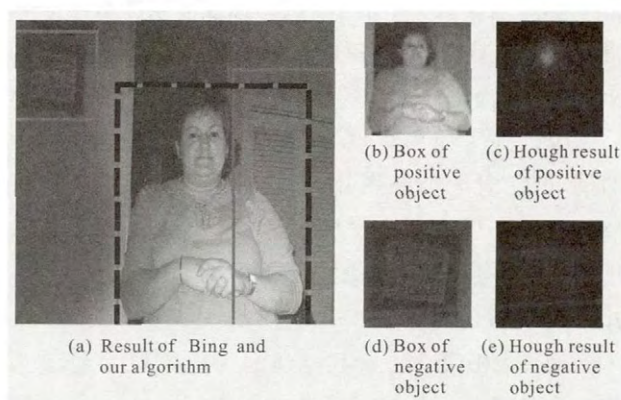 (a) Result of Bing and
our algorithm
(b) Box of
positive
object
(c) Hough result
of positive
object
(d) Box of
negative
object
(e) Hough result
of negative
object